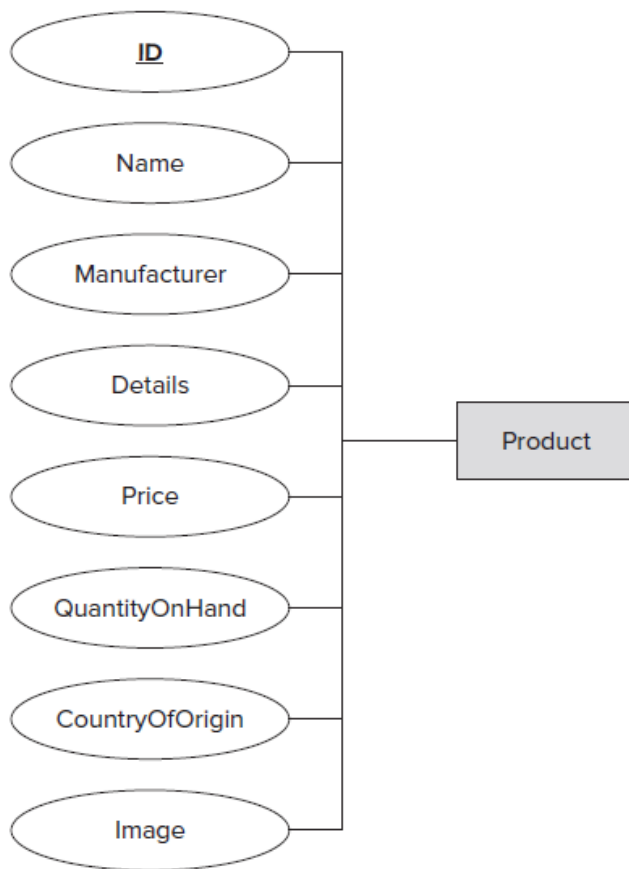 ID
Name
Manufacturer
Details
Price
QuantityOnHand
CountryOfOrigin
Image
Product